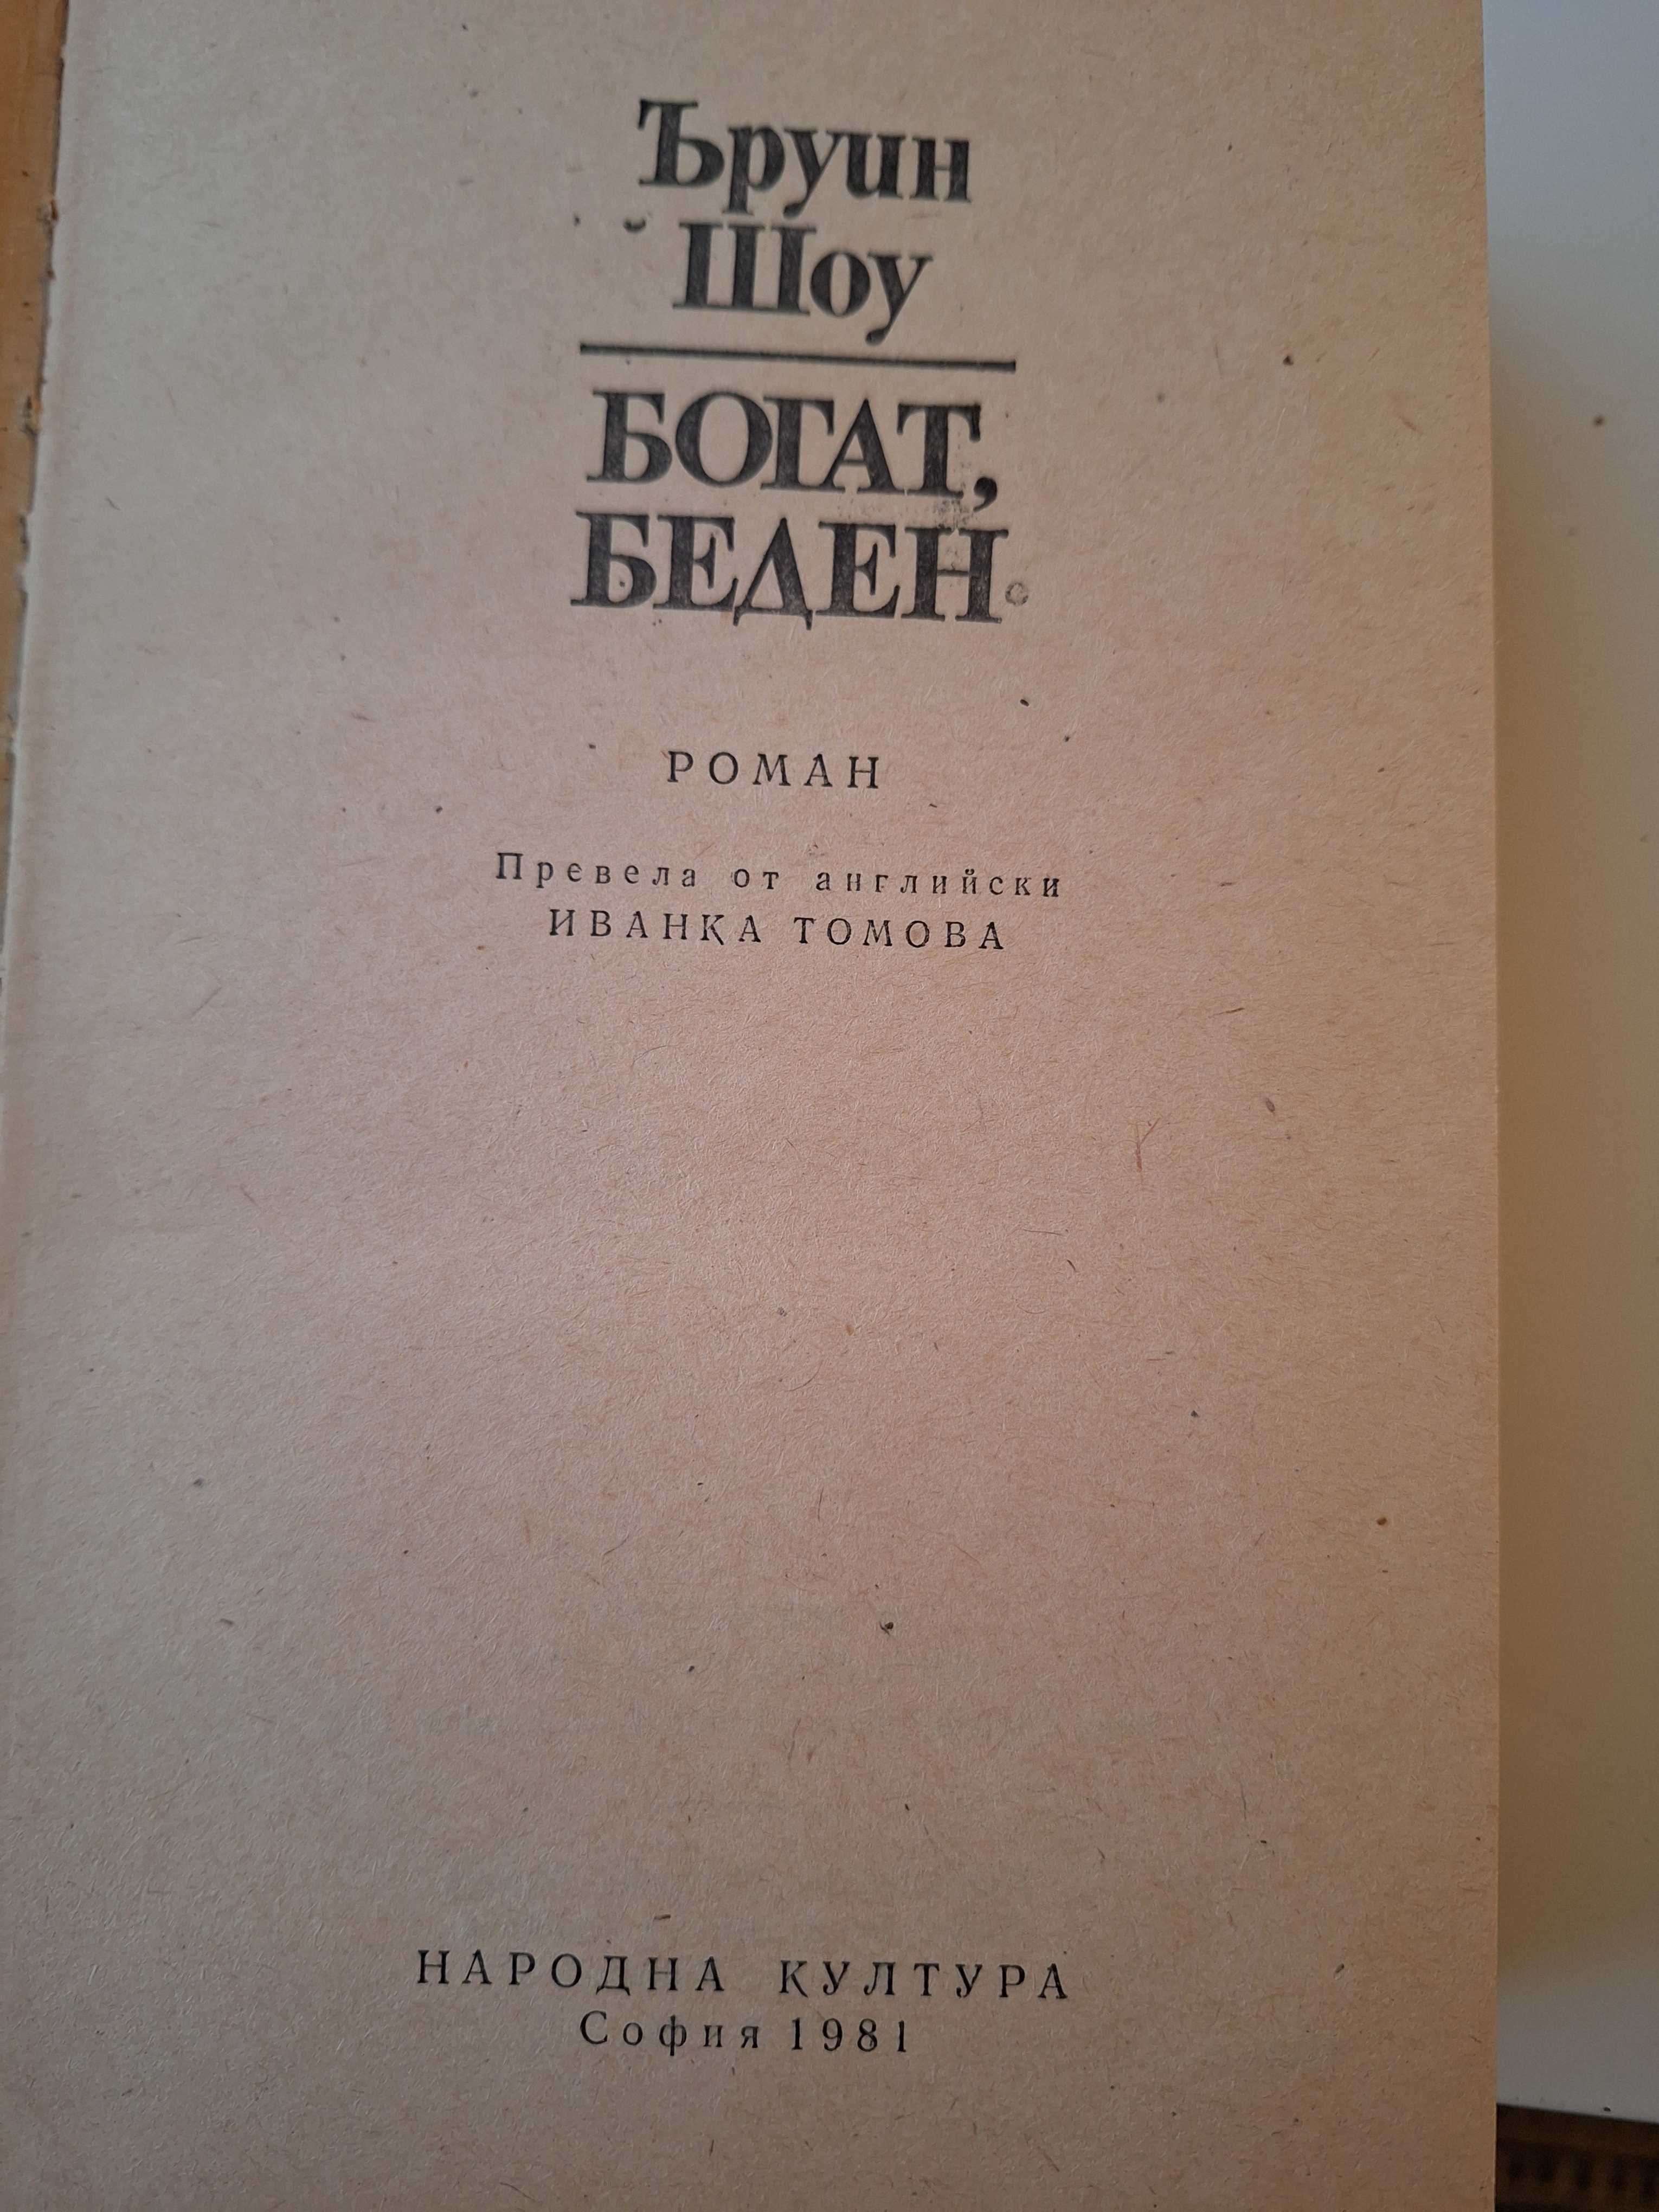 Ъруин
Шоу
БОГАТ,
БЕДЕН
РОМАН
Превела от английски
ИВАНКА ТОМОВА
НАРОДНА КУЛТУРА
София 1981